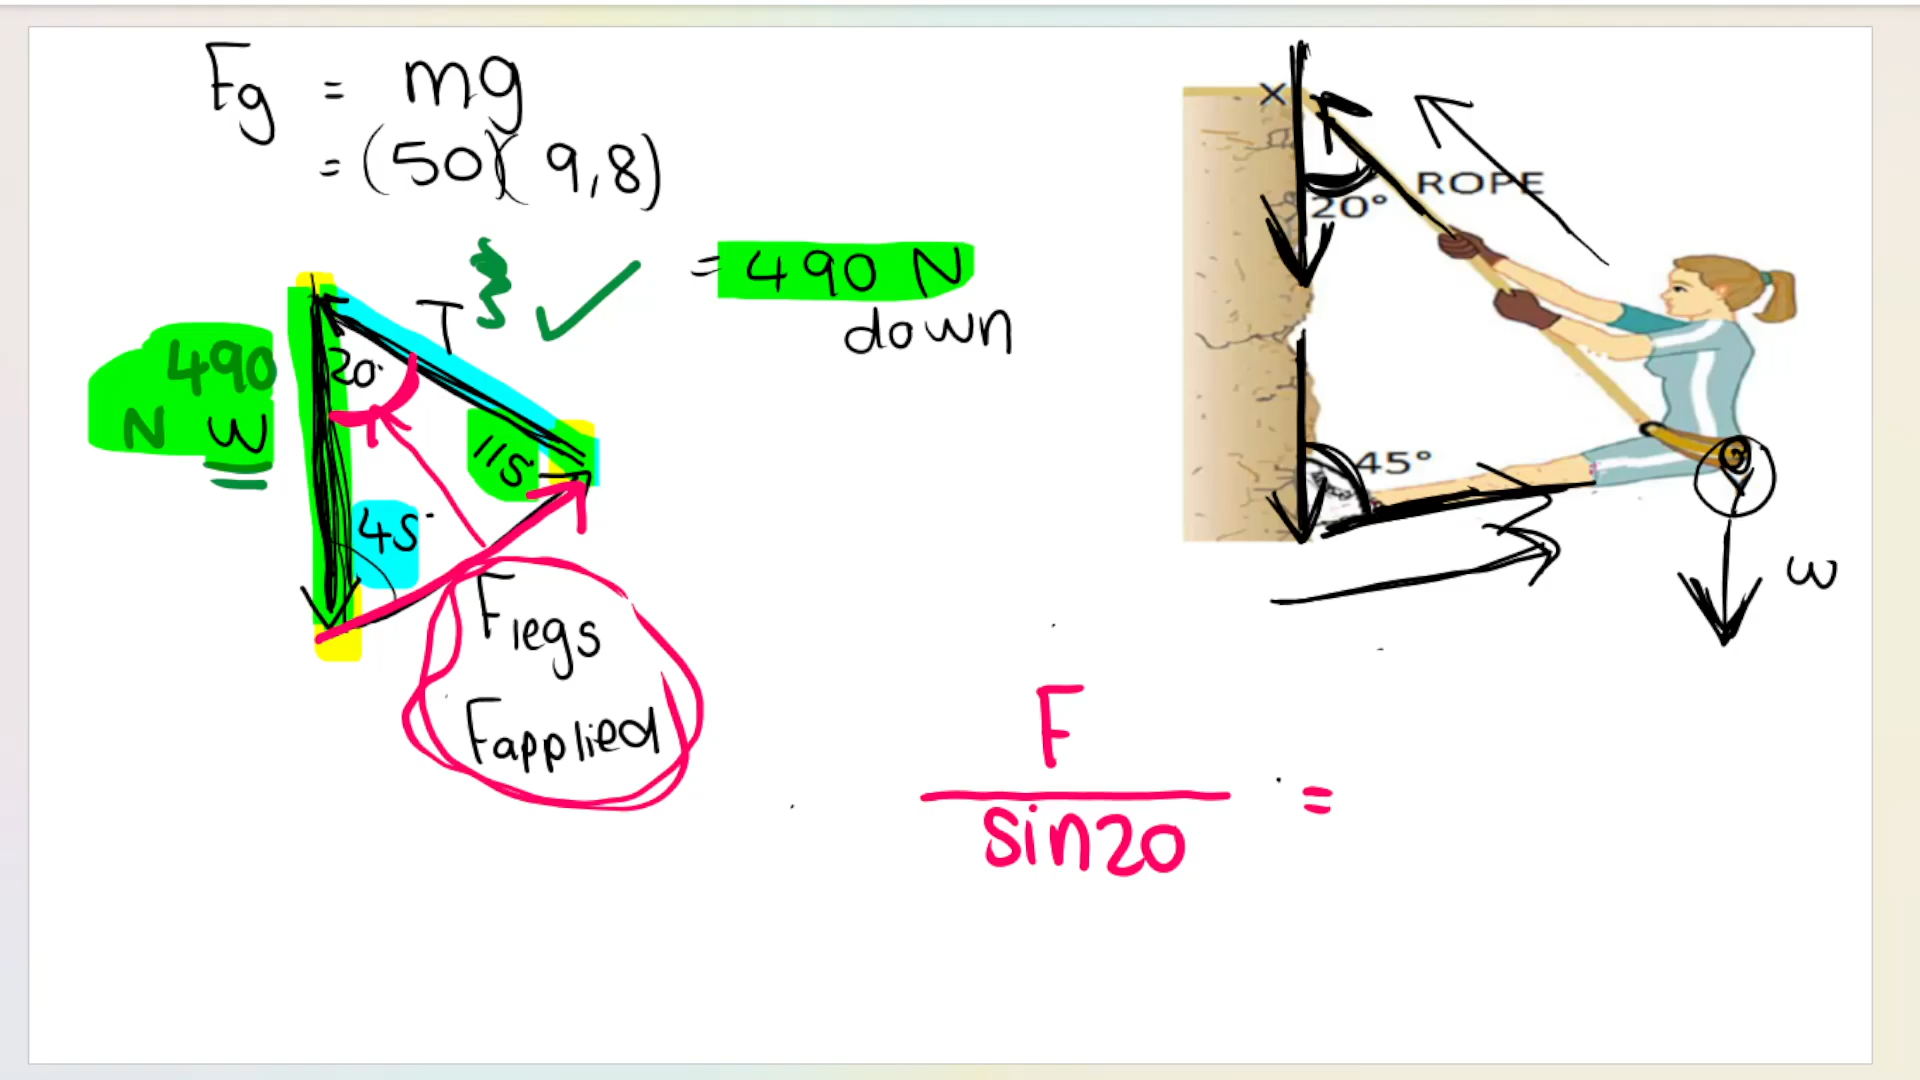 Fg = mg
= (50)(9,8)
= 490 N
down
T
490
N W
20°
115°
45°
Flegs
Fapplied
X
ROPE
20°
45°
W
F
sin20
=